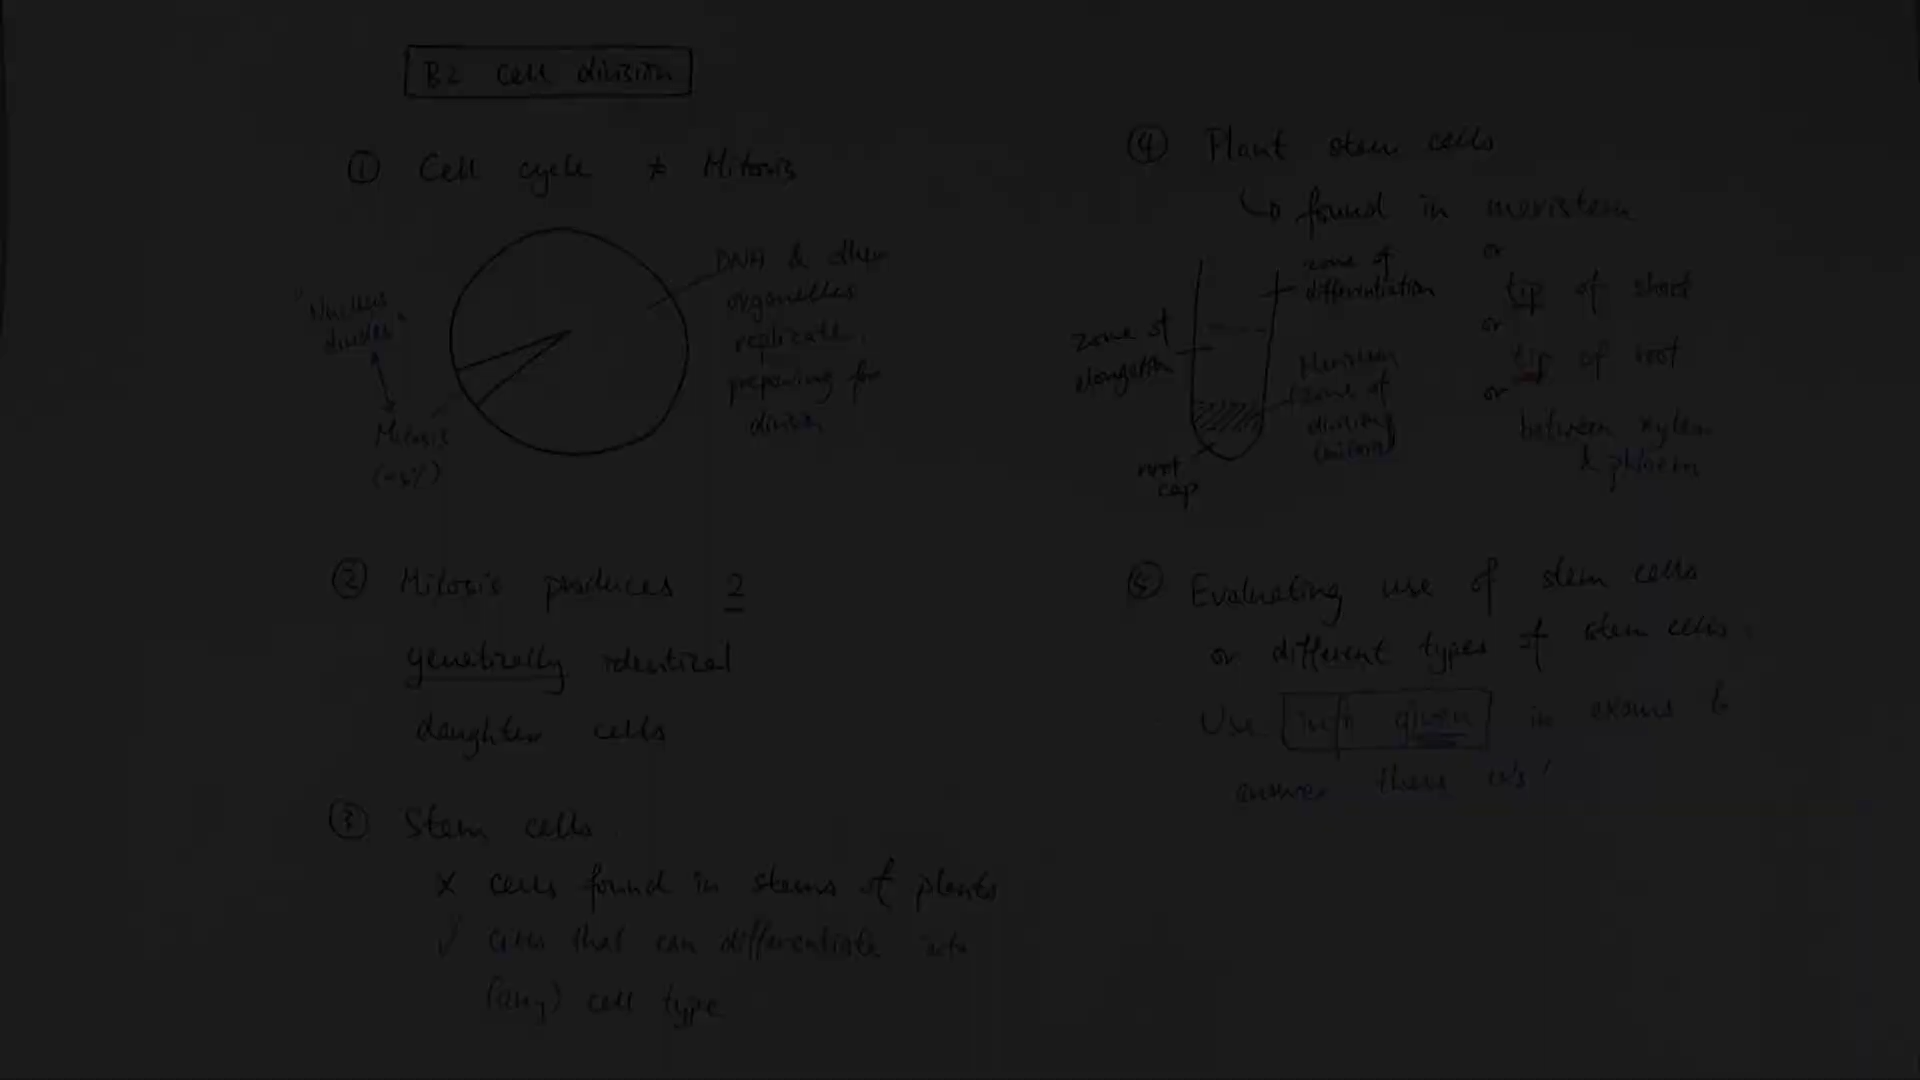 B2 Cell division
① Cell cycle ≠ Mitosis
"Nucleus
divides"
Mitosis
DNA & other
organelles
replicate,
preparing for
division
② Mitosis produces 2
genetically identical
daughter cells
③ Stem cells
X cells found in stems of plants
✓ cells that can differentiate into
(any) cell type
④ Plant stem cells
↳ found in meristem
or
tip of shoot
or
tip of root
or
between xylem
& phloem
zone of
differentiation
zone of
elongation
Meristem
zone of
dividing
root
cap
⑤ Evaluating use of stem cells
or different types of stem cells.
Use info given in exams to
answer these